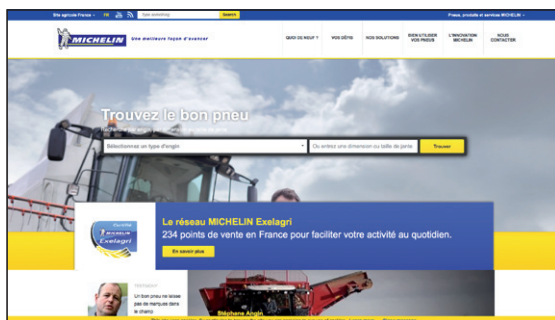 Site agricole France
FR
Type something
Search
Pneus, produits et services MICHELIN
MICHELIN
Une meilleure façon d'avancer
QUOI DE NEUF ?
VOS DÉFIS
NOS SOLUTIONS
BIEN UTILISER
VOS PNEUS
L'INNOVATION
MICHELIN
NOUS
CONTACTER
Trouvez le bon pneu
Sélectionnez un type d'engin
Ou entrez une dimension ou taille de jante
Trouver
MICHELIN
Exelagri
Le réseau MICHELIN Exelagri
234 points de vente en France pour faciliter votre activité au quotidien.
En savoir plus
Un bon pneu ne laisse
pas de marques dans
le champ
Stéphane Angin